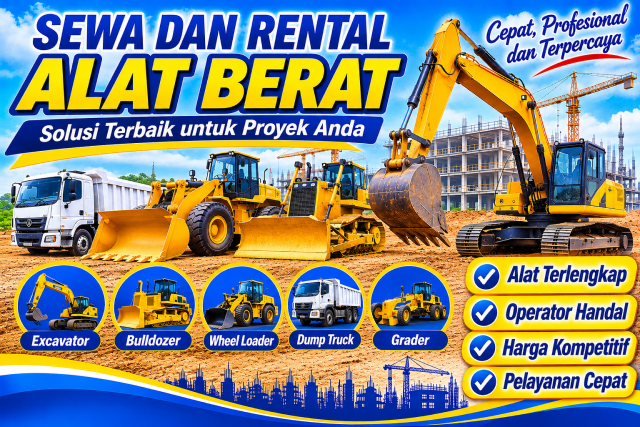 SEWA DAN RENTAL
ALAT BERAT
Solusi Terbaik untuk Proyek Anda
Cepat, Profesional
dan Terpercaya
Excavator
Bulldozer
Wheel Loader
Dump Truck
Grader
Alat Terlengkap
Operator Handal
Harga Kompetitif
Pelayanan Cepat